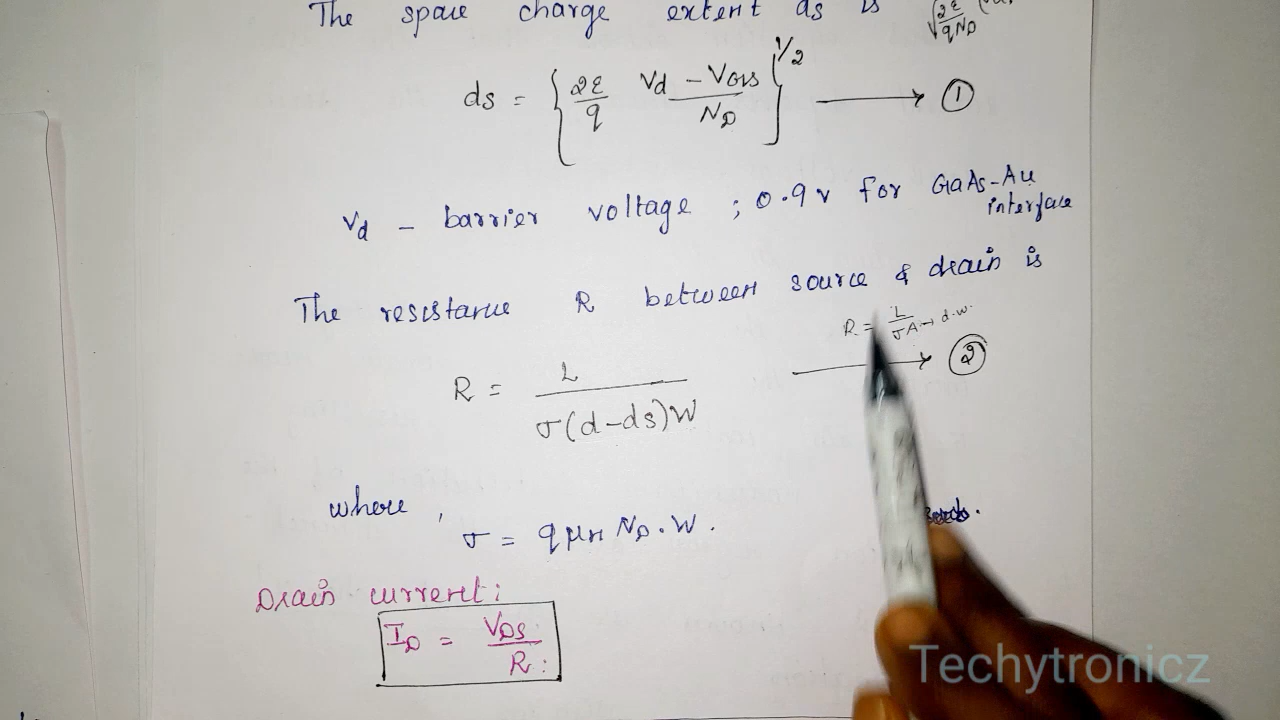 The space charge extent ds is √2ε/qND
ds = {2ε/q Vd - VGS/ND}^1/2 → ①
Vd - barrier voltage ; 0.9v for GaAs-Au interface
The resistance R between source & drain is
R = L/σA → d.w.
R = L/σ(d-ds)W → ②
where,
σ = qμn ND.W.
Drain current:
ID = VDS/R:
Techytronicz